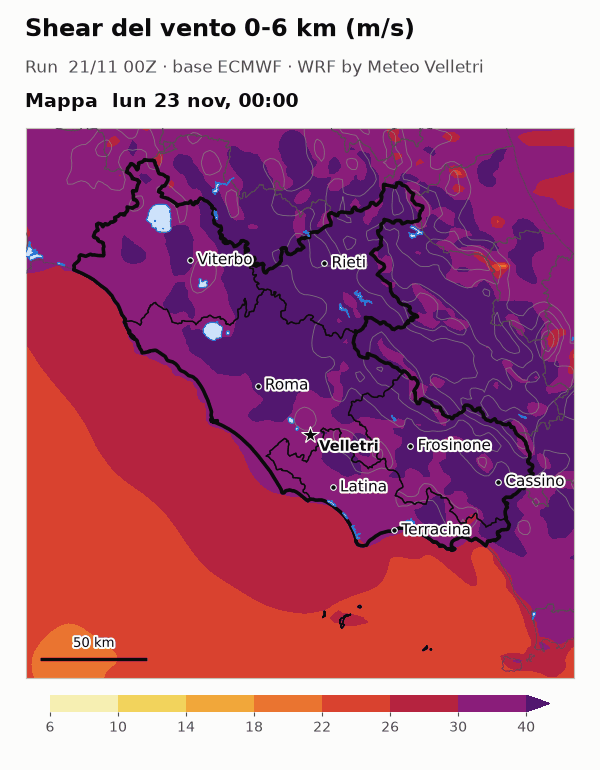 Shear del vento 0-6 km (m/s)
Run  21/11 00Z · base ECMWF · WRF by Meteo Velletri
Mappa  lun 23 nov, 00:00
Viterbo
Rieti
Roma
Velletri
Frosinone
Cassino
Latina
Terracina
50 km
6 10 14 18 22 26 30 40